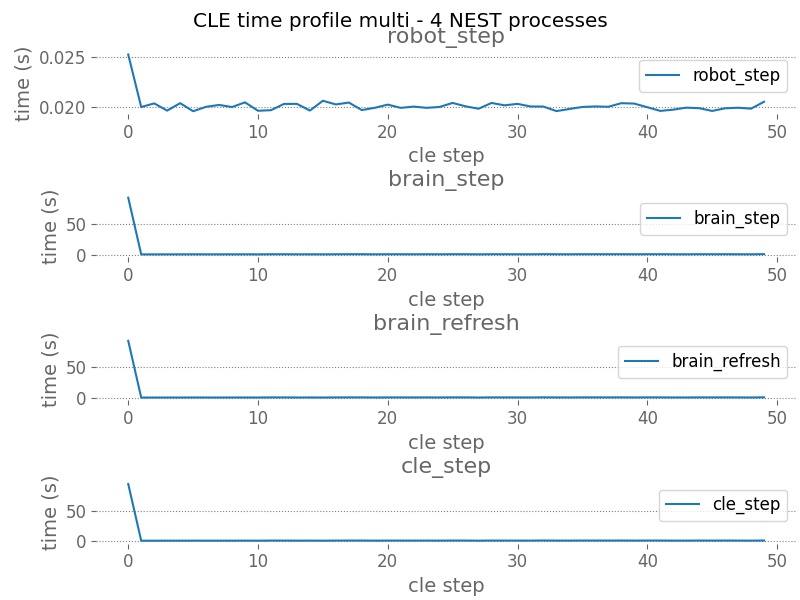 CLE time profile multi - 4 NEST processes
robot_step
time (s)
0.025
0.020
robot_step
0 10 20 30 40 50
cle step
brain_step
time (s)
50
0
brain_step
0 10 20 30 40 50
cle step
brain_refresh
time (s)
50
0
brain_refresh
0 10 20 30 40 50
cle step
cle_step
time (s)
50
0
cle_step
0 10 20 30 40 50
cle step